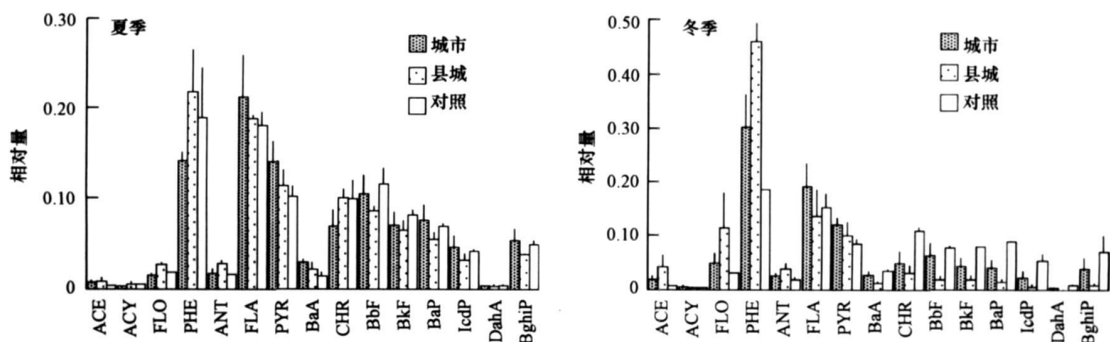 夏季
0.30
0.20
0.10
0
相对量
城市
县城
对照
ACE
ACY
FLO
PHE
ANT
FLA
PYR
BaA
CHR
BbF
BkF
BaP
IcdP
DahA
BghiP
冬季
0.50
0.40
0.30
0.20
0.10
0
相对量
城市
县城
对照
ACE
ACY
FLO
PHE
ANT
FLA
PYR
BaA
CHR
BbF
BkF
BaP
IcdP
DahA
BghiP